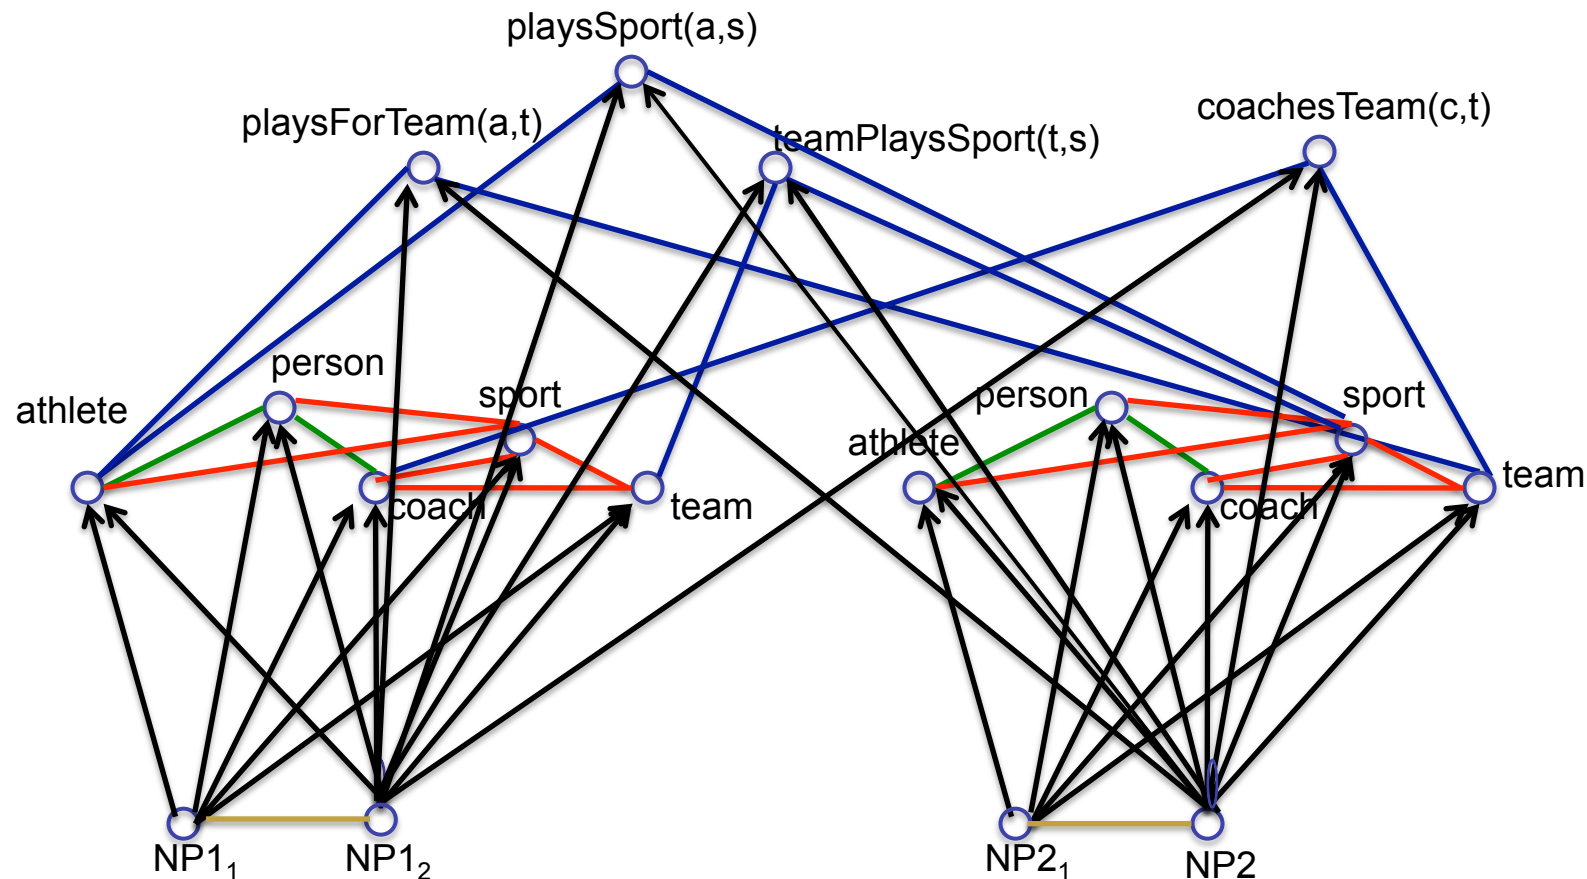 playsSport(a,s)
playsForTeam(a,t)
teamPlaysSport(t,s)
coachesTeam(c,t)
person
sport
athlete
coach
team
person
sport
athlete
coach
team
NP1₁
NP1₂
NP2₁
NP2